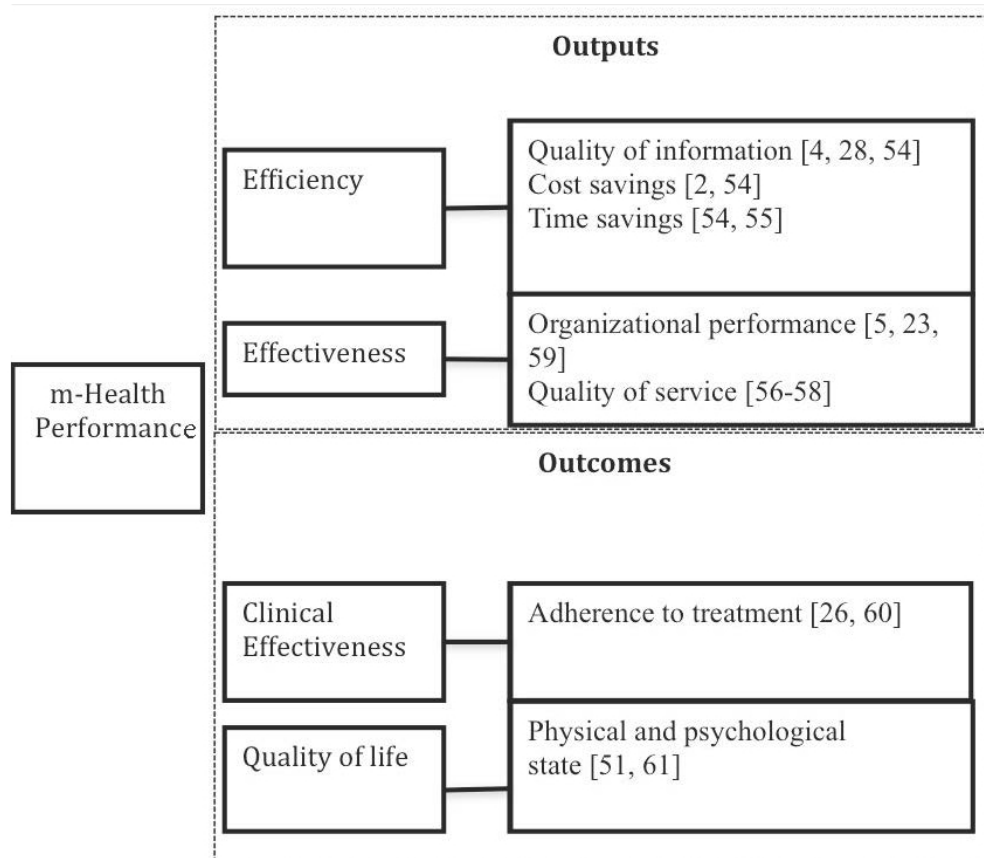 Outputs
Efficiency
Quality of information [4, 28, 54]
Cost savings [2, 54]
Time savings [54, 55]
Effectiveness
Organizational performance [5, 23,
59]
Quality of service [56-58]
m-Health
Performance
Outcomes
Clinical
Effectiveness
Adherence to treatment [26, 60]
Quality of life
Physical and psychological
state [51, 61]